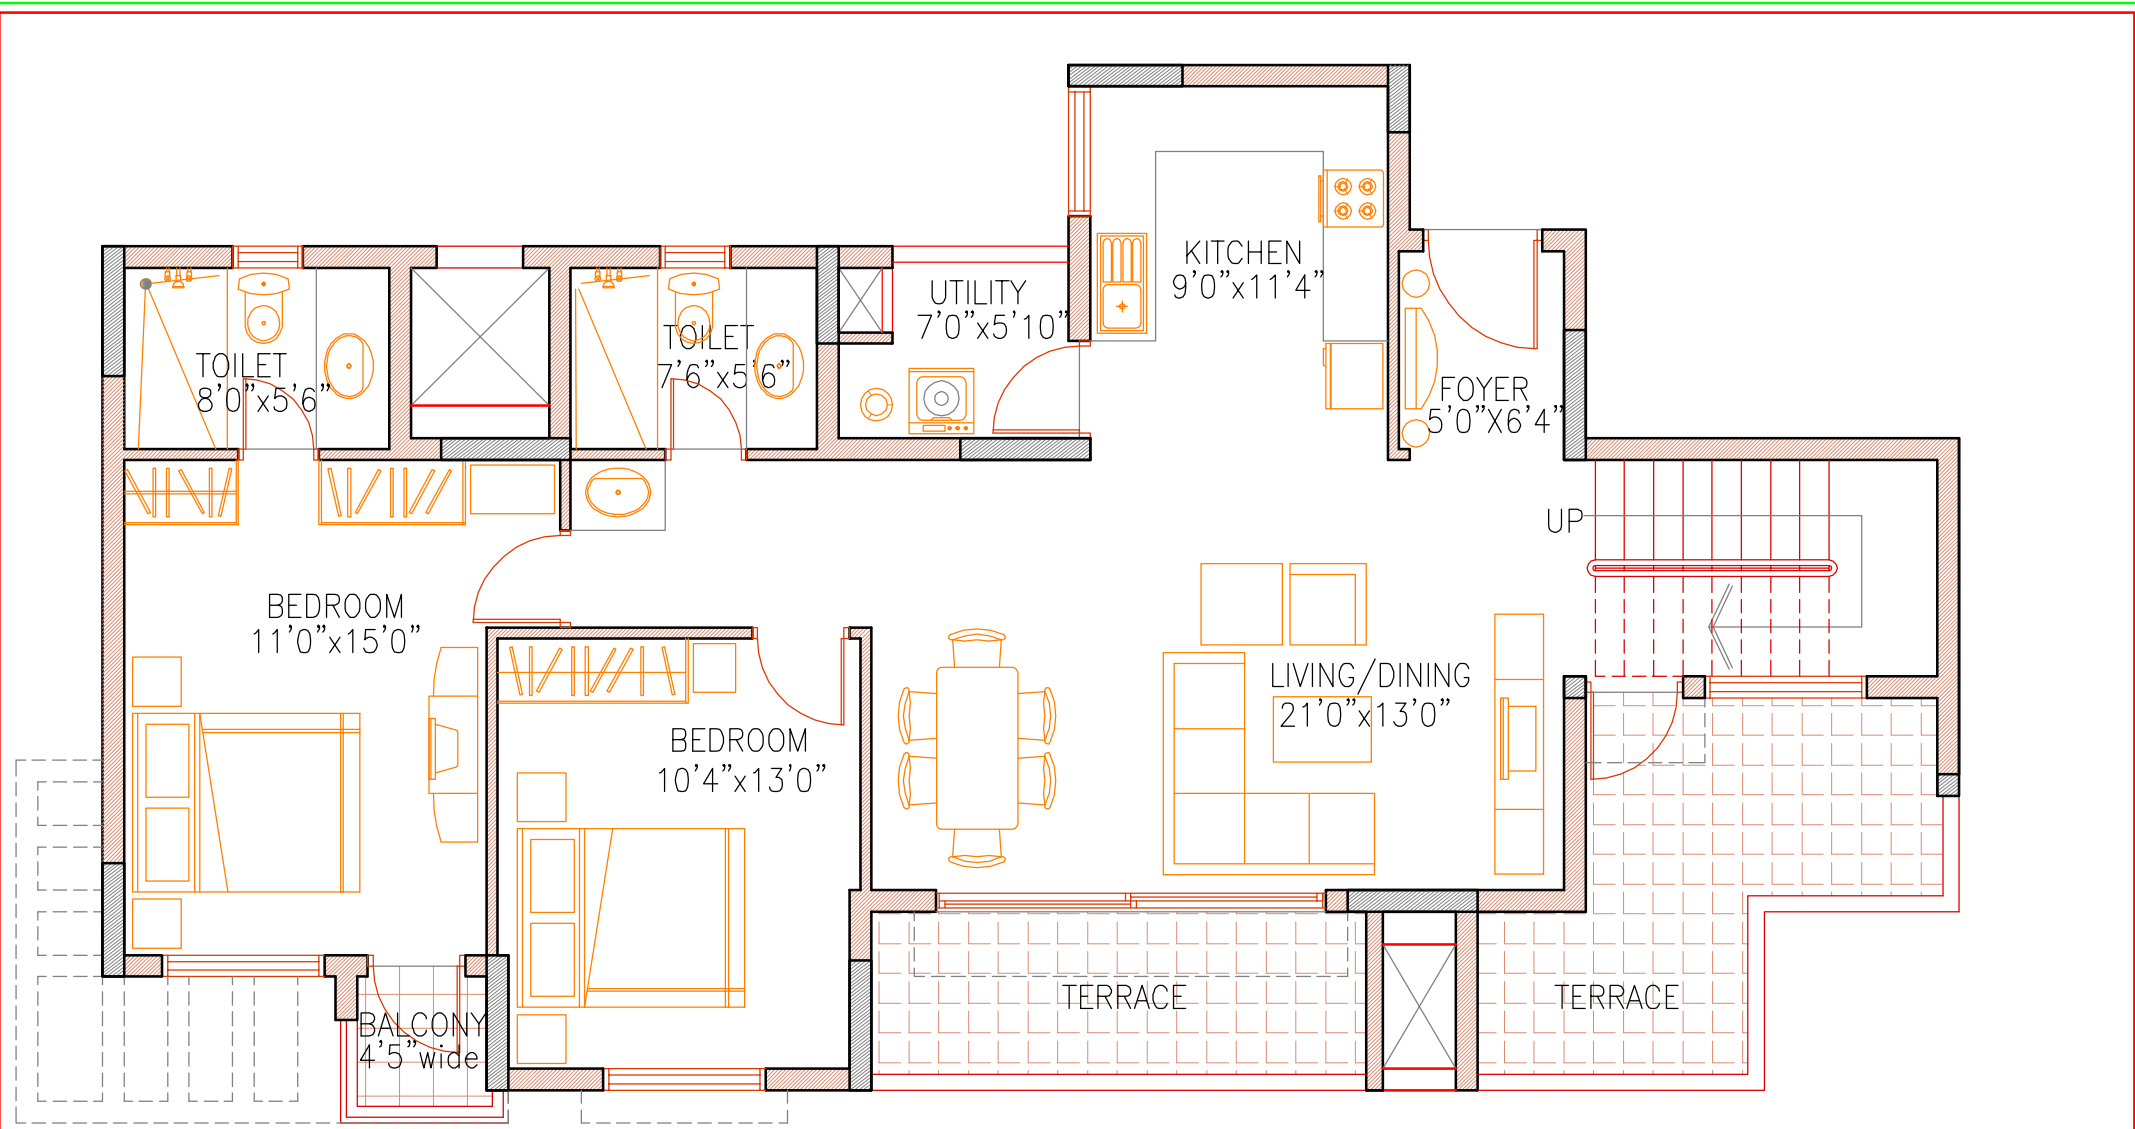 KITCHEN
9'0"x11'4"
UTILITY
7'0"x5'10"
TOILET
7'6"x5'6"
TOILET
8'0"x5'6"
FOYER
5'0"X6'4"
UP
BEDROOM
11'0"x15'0"
LIVING/DINING
21'0"x13'0"
BEDROOM
10'4"x13'0"
TERRACE
TERRACE
BALCONY
4'5"wide